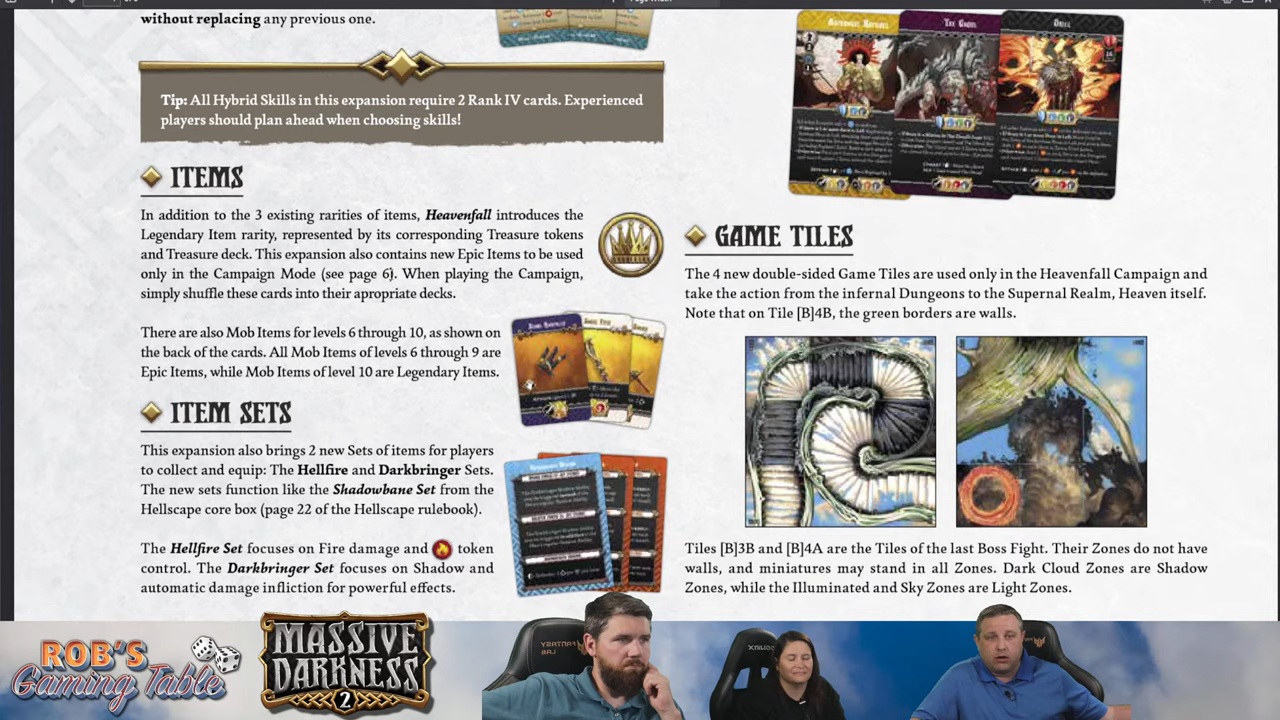 without replacing any previous one.
Tip: All Hybrid Skills in this expansion require 2 Rank IV cards. Experienced
players should plan ahead when choosing skills!
ITEMS
In addition to the 3 existing rarities of items, Heavenfall introduces the
Legendary Item rarity, represented by its corresponding Treasure tokens
and Treasure deck. This expansion also contains new Epic Items to be used
only in the Campaign Mode (see page 6). When playing the Campaign,
simply shuffle these cards into their apropriate decks.
There are also Mob Items for levels 6 through 10, as shown on
the back of the cards. All Mob Items of levels 6 through 9 are
Epic Items, while Mob Items of level 10 are Legendary Items.
ITEM SETS
This expansion also brings 2 new Sets of items for players
to collect and equip: The Hellfire and Darkbringer Sets.
The new sets function like the Shadowbane Set from the
Hellscape core box (page 22 of the Hellscape rulebook).
The Hellfire Set focuses on Fire damage and token
control. The Darkbringer Set focuses on Shadow and
automatic damage infliction for powerful effects.
GAME TILES
The 4 new double-sided Game Tiles are used only in the Heavenfall Campaign and
take the action from the infernal Dungeons to the Supernal Realm, Heaven itself.
Note that on Tile [B]4B, the green borders are walls.
Tiles [B]3B and [B]4A are the Tiles of the last Boss Fight. Their Zones do not have
walls, and miniatures may stand in all Zones. Dark Cloud Zones are Shadow
Zones, while the Illuminated and Sky Zones are Light Zones.
ROB'S
Gaming Table
MASSIVE
DARKNESS
2